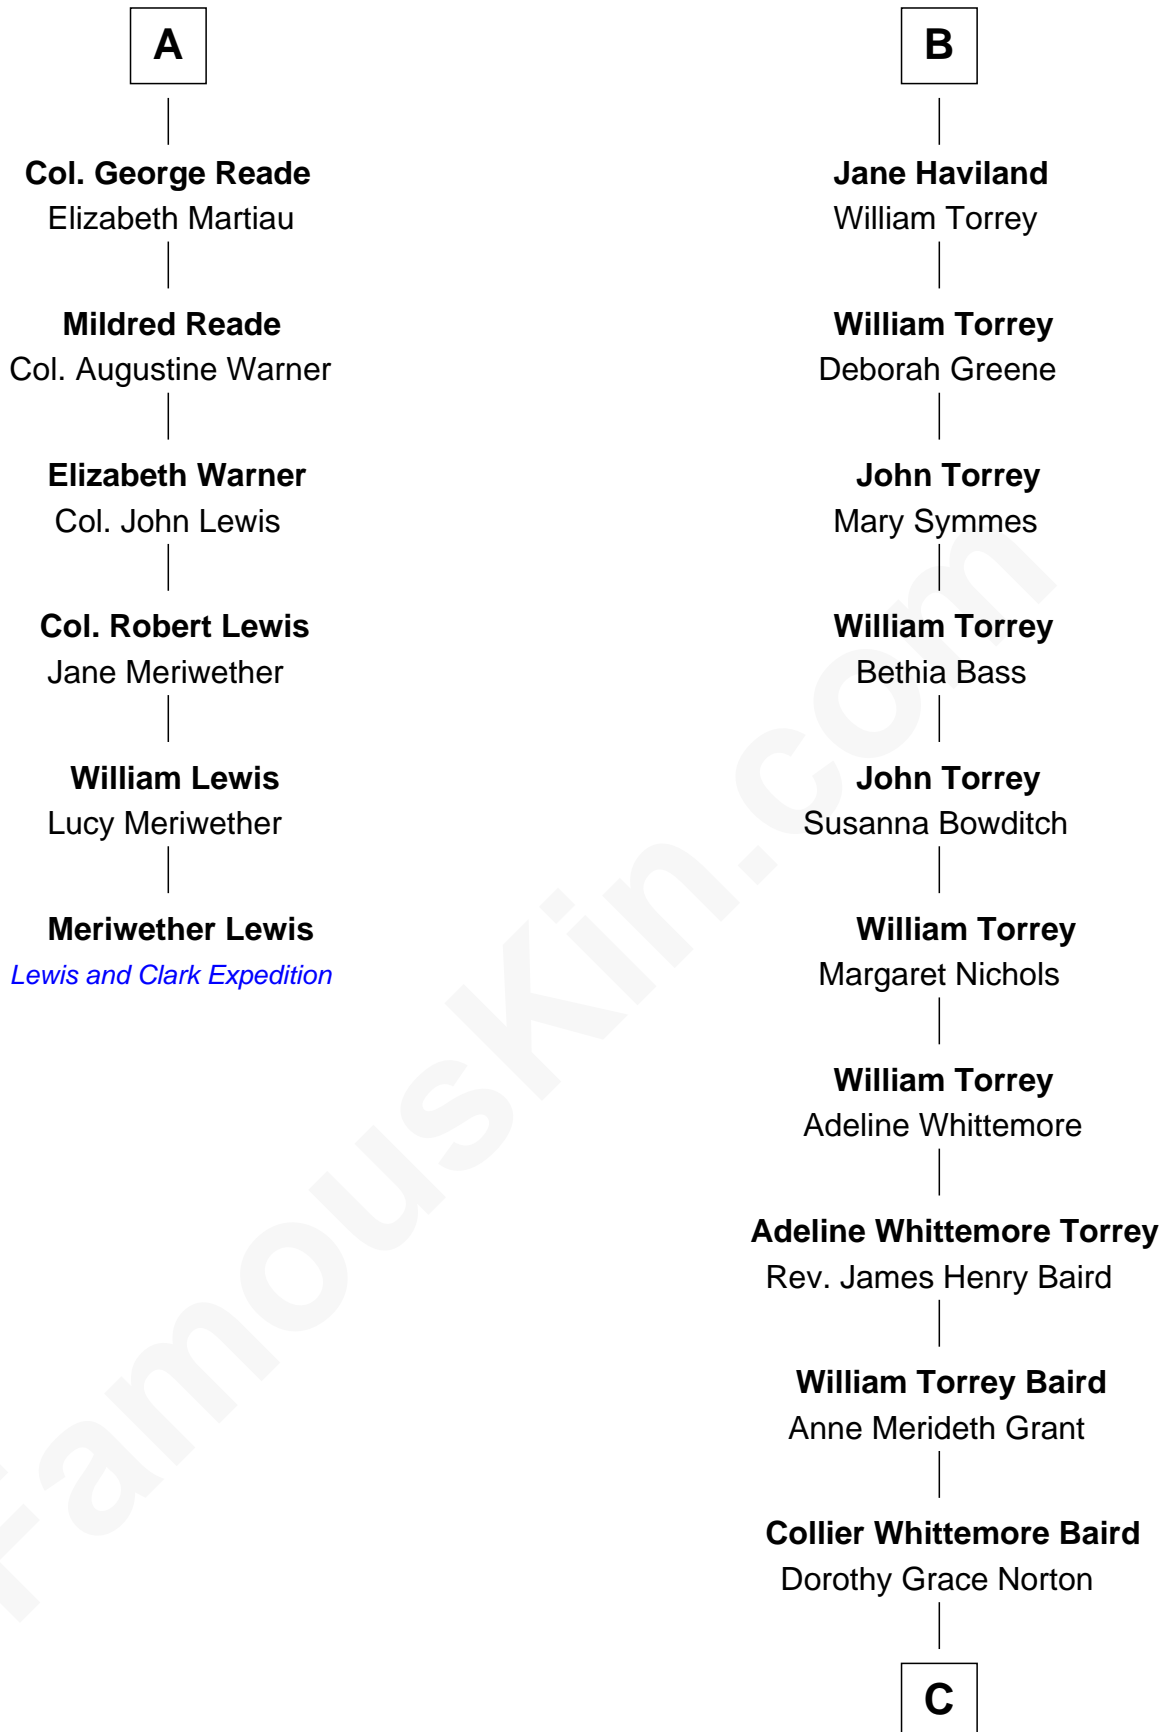 A
Col. George Reade
Elizabeth Martiau
Mildred Reade
Col. Augustine Warner
Elizabeth Warner
Col. John Lewis
Col. Robert Lewis
Jane Meriwether
William Lewis
Lucy Meriwether
Meriwether Lewis
Lewis and Clark Expedition
B
Jane Haviland
William Torrey
William Torrey
Deborah Greene
John Torrey
Mary Symmes
William Torrey
Bethia Bass
John Torrey
Susanna Bowditch
William Torrey
Margaret Nichols
William Torrey
Adeline Whittemore
Adeline Whittemore Torrey
Rev. James Henry Baird
William Torrey Baird
Anne Merideth Grant
Collier Whittemore Baird
Dorothy Grace Norton
C
FamousKin.com